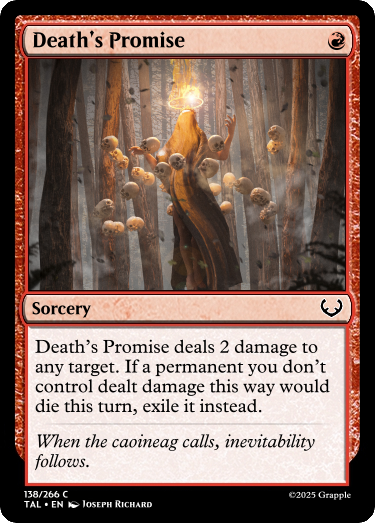 Death's Promise
Sorcery
Death's Promise deals 2 damage to
any target. If a permanent you don't
control dealt damage this way would
die this turn, exile it instead.
When the caoineag calls, inevitability
follows.
138/266 C
TAL • EN Joseph Richard
©2025 Grapple